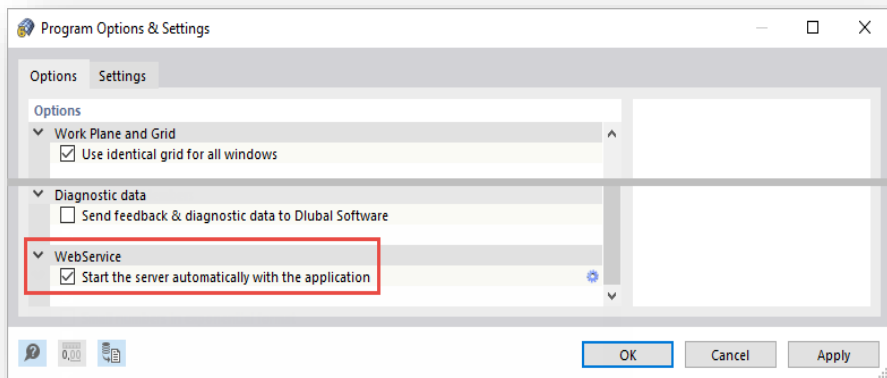 Program Options & Settings
Options Settings
Options
Work Plane and Grid
Use identical grid for all windows
Diagnostic data
Send feedback & diagnostic data to Dlubal Software
WebService
Start the server automatically with the application
0,00
OK Cancel Apply